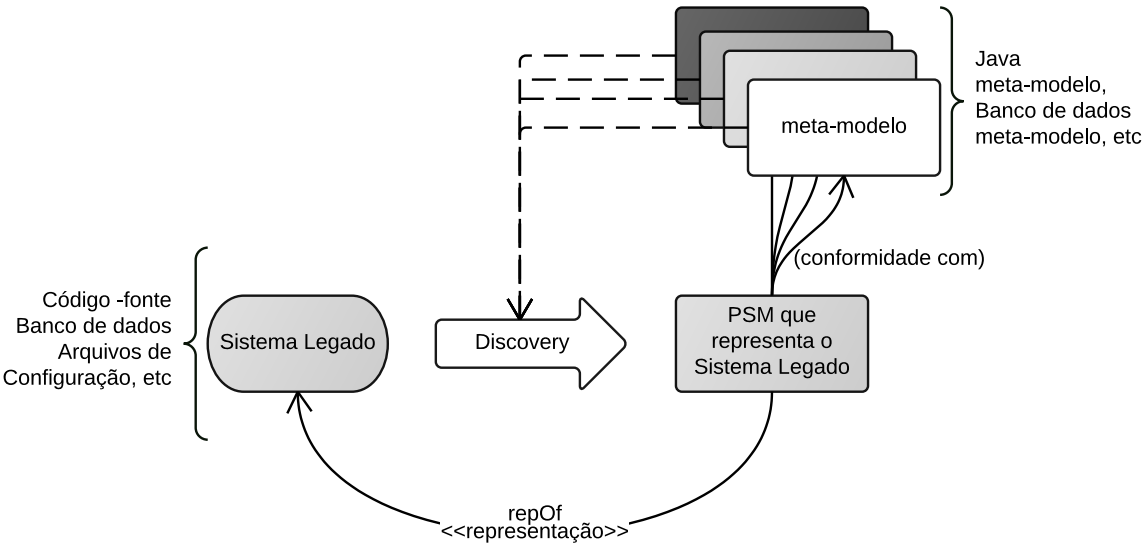 Java
meta-modelo,
Banco de dados
meta-modelo, etc
meta-modelo
(conformidade com)
Código -fonte
Banco de dados
Arquivos de
Configuração, etc
Sistema Legado
Discovery
PSM que
representa o
Sistema Legado
repOf
<<representação>>